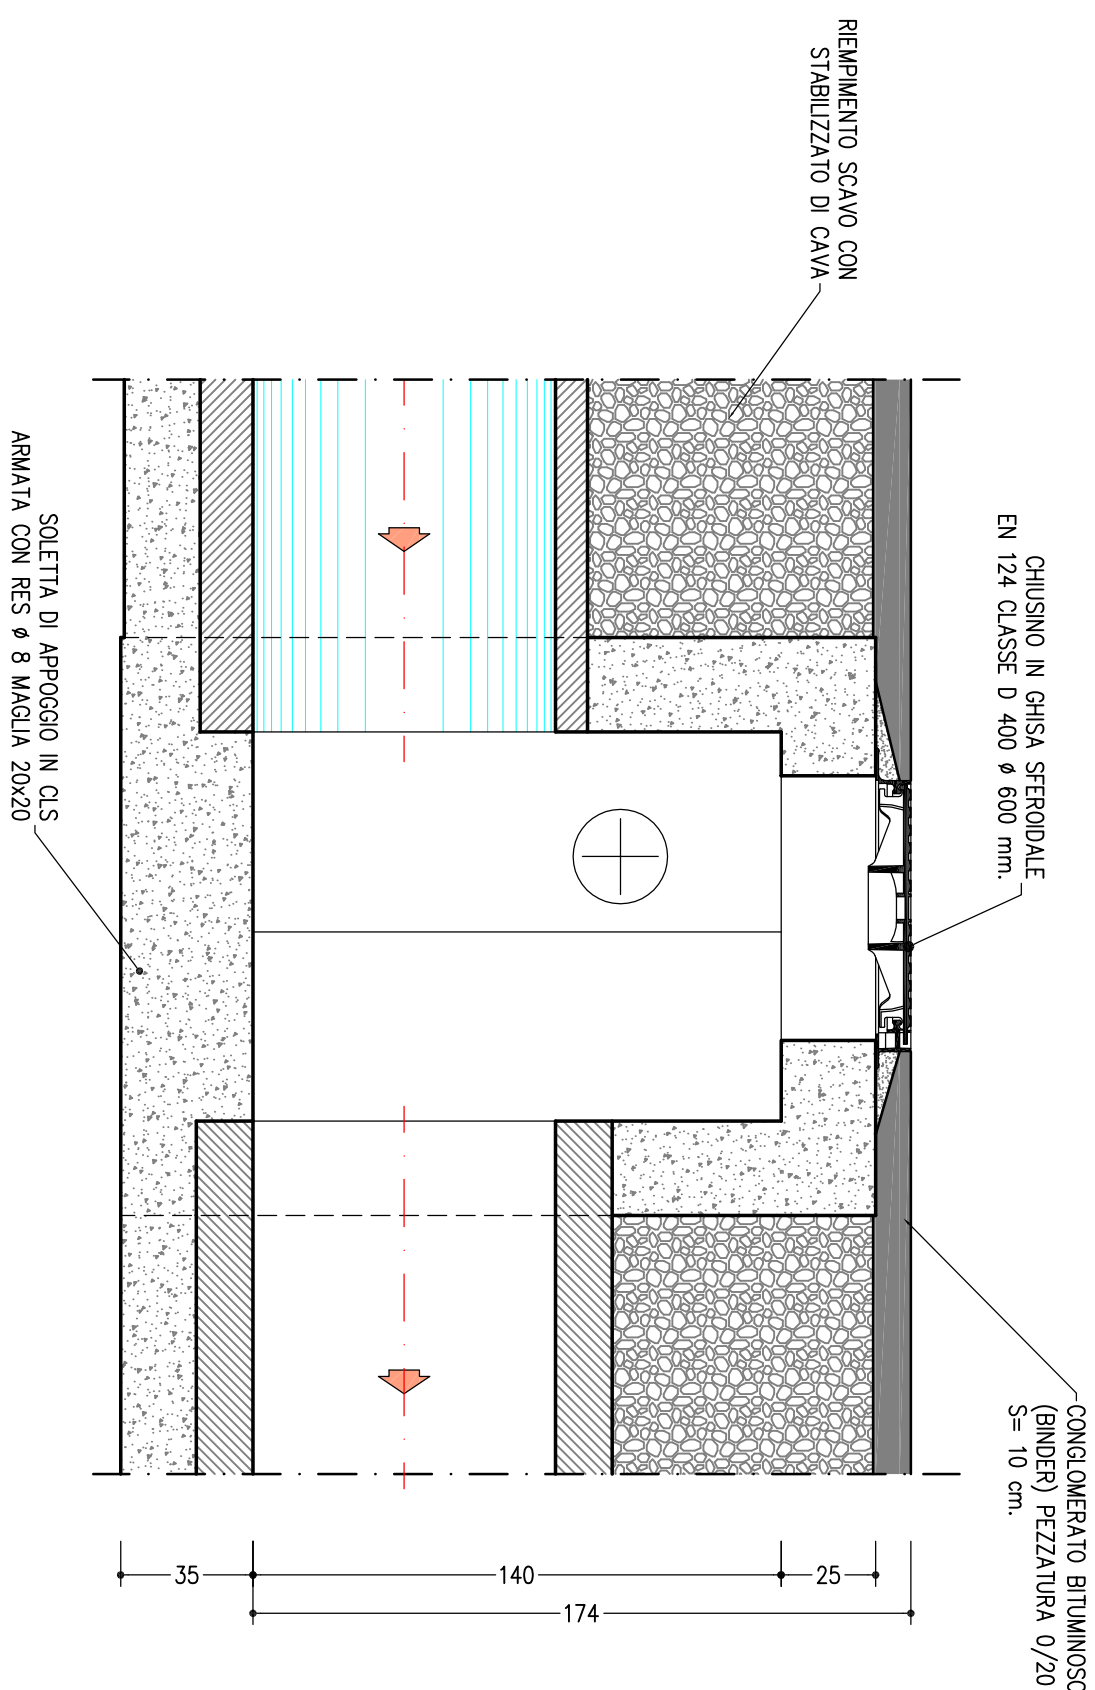 RIEMPIMENTO SCAVO CON
STABILIZZATO DI CAVA
CHIUSINO IN GHISA SFEROIDALE
EN 124 CLASSE D 400 ø 600 mm.
CONGLOMERATO BITUMINOSO
(BINDER) PEZZATURA 0/20
S= 10 cm.
SOLETTA DI APPOGGIO IN CLS
ARMATA CON RES ø 8 MAGLIA 20x20
35
140
25
174